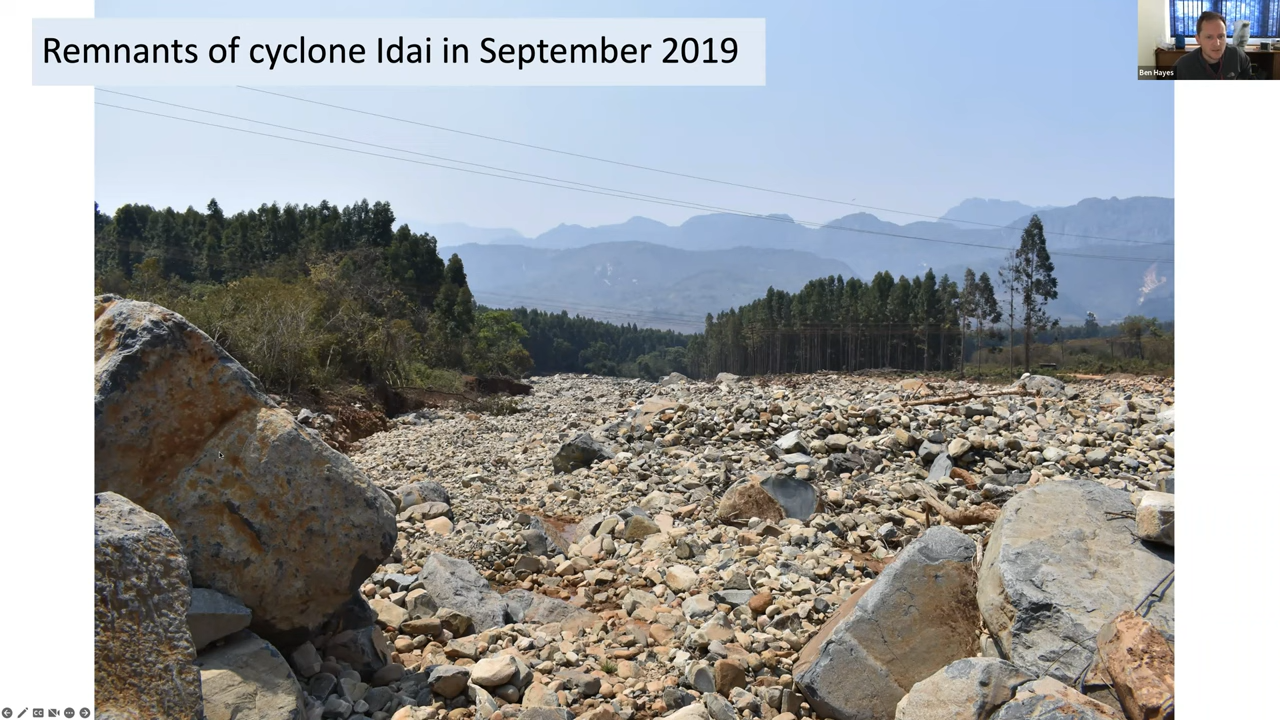 Remnants of cyclone Idai in September 2019
Ben Hayes